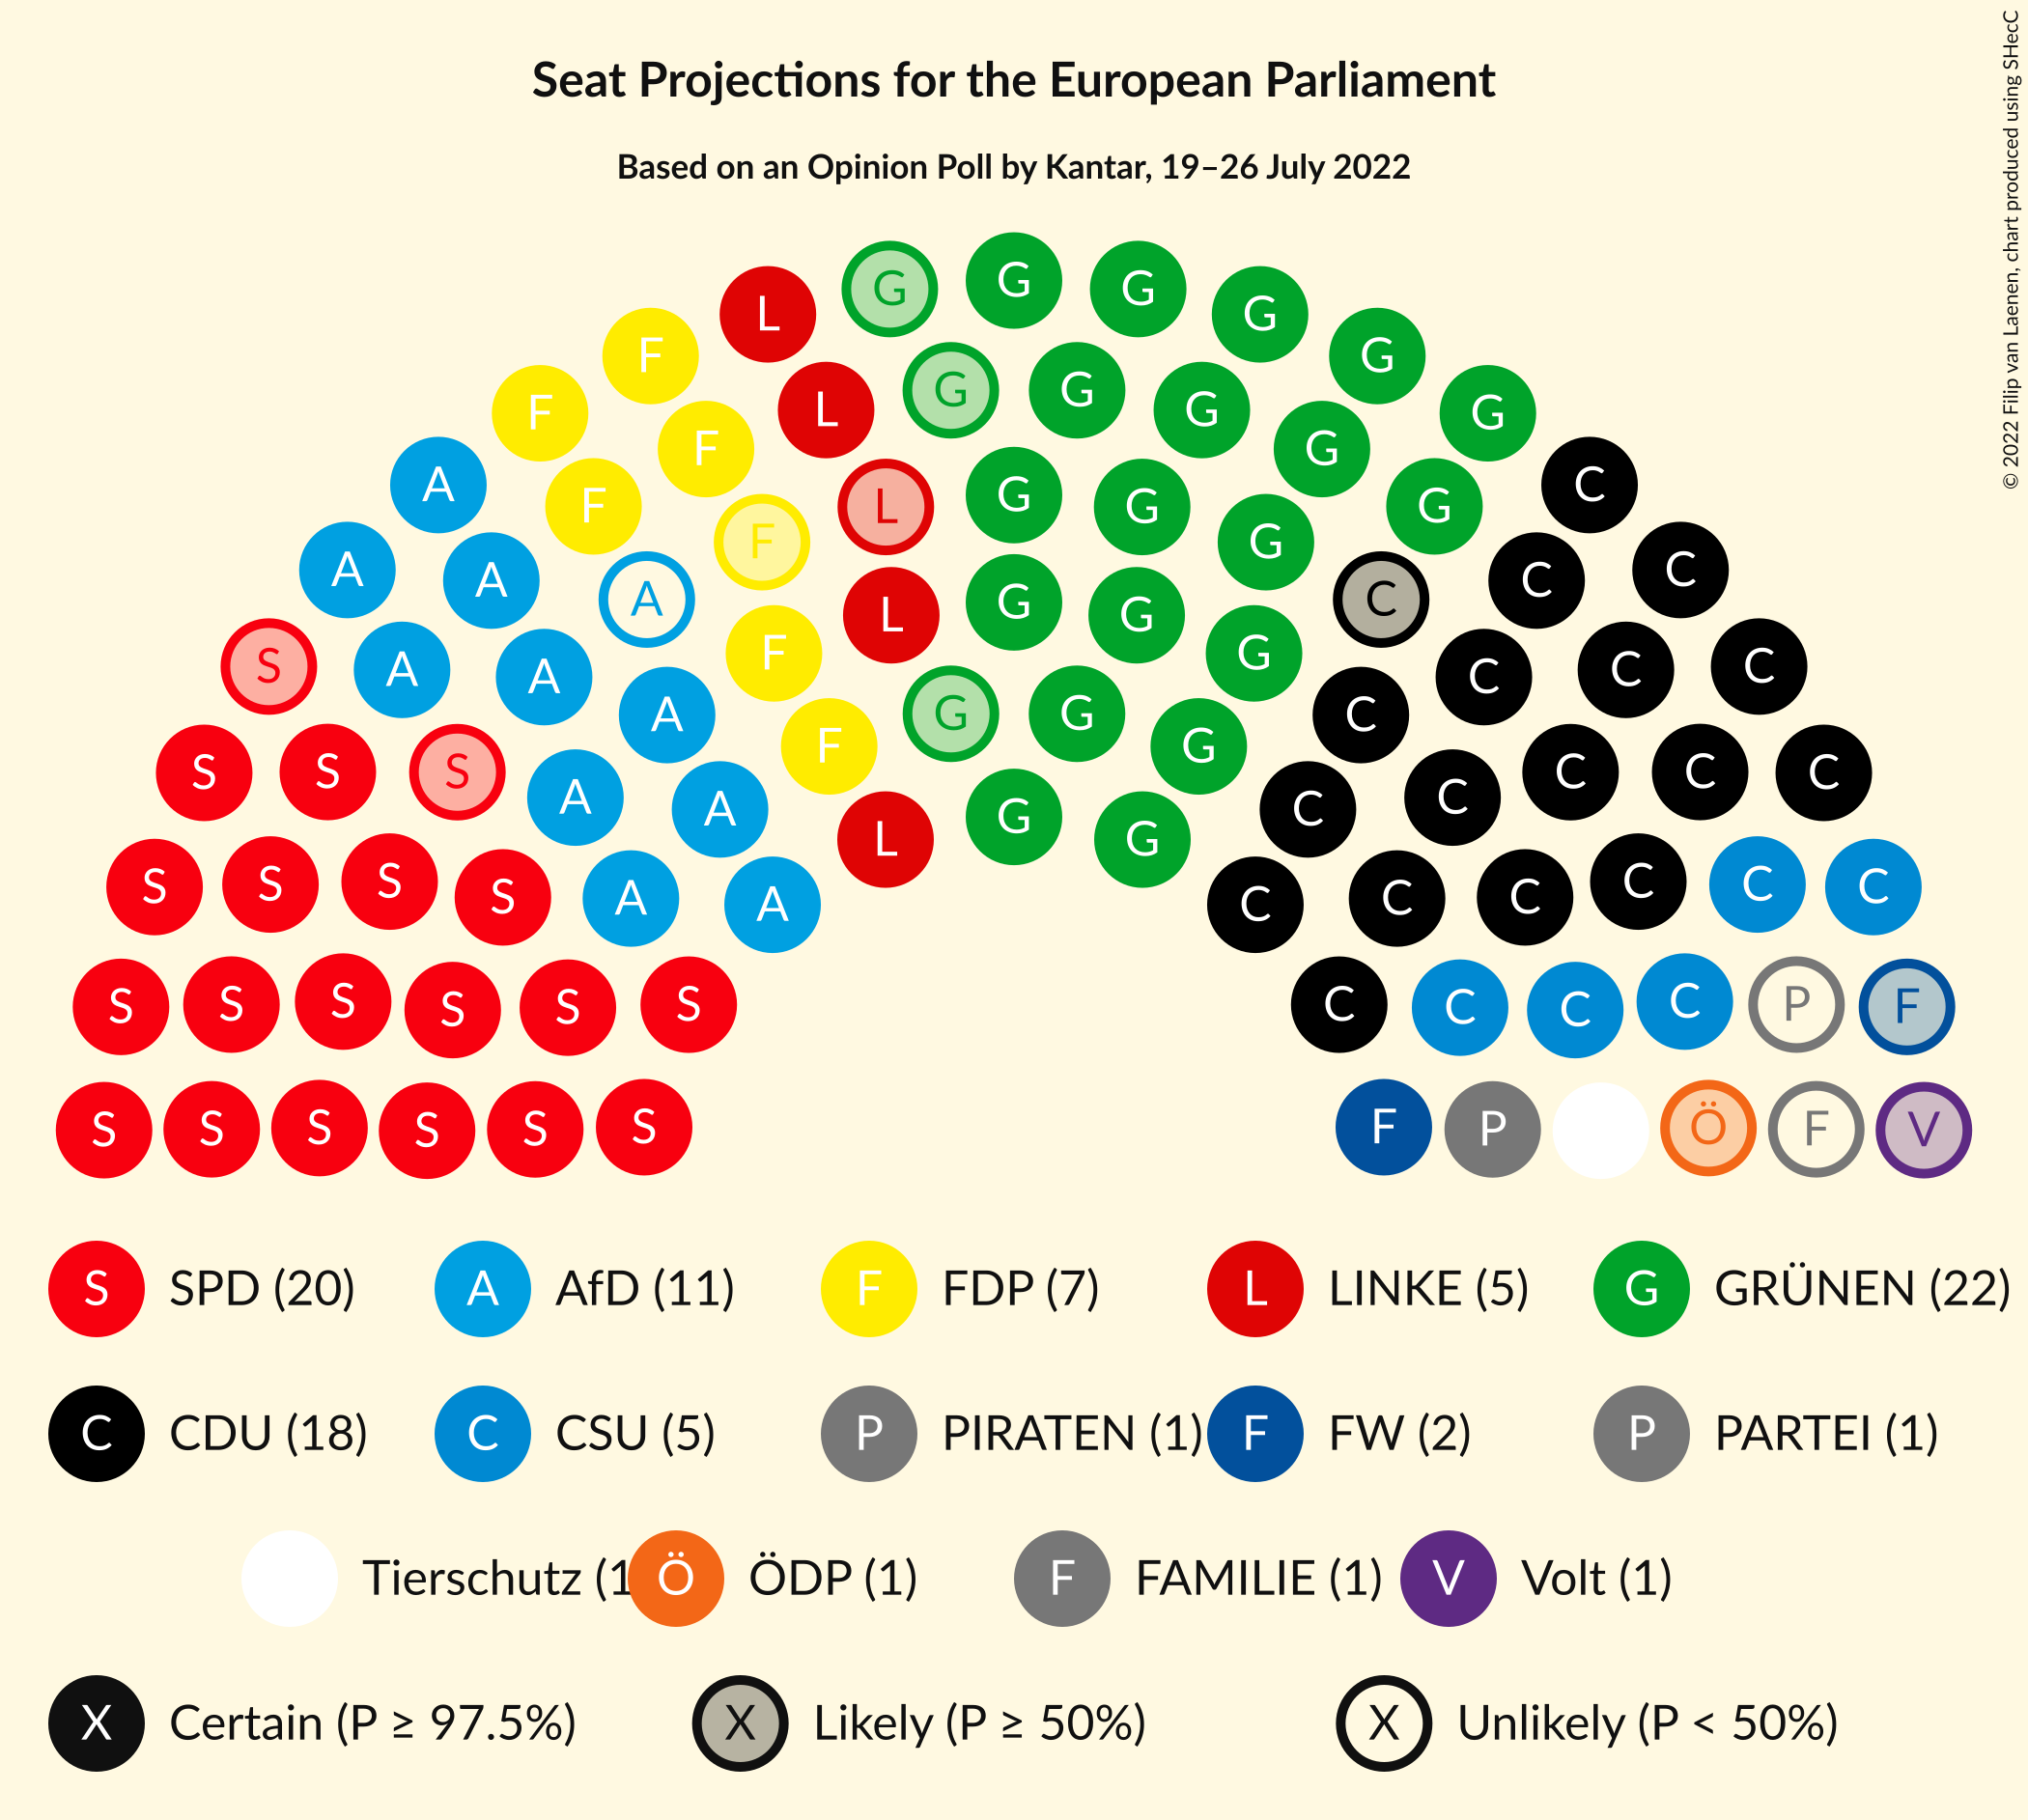 Seat Projections for the European Parliament
Based on an Opinion Poll by Kantar, 19–26 July 2022
© 2022 Filip van Laenen, chart produced using SHecC
G G G
L G
F F G
G G G
F L G
F G
A F G C
L G G
F F G
A A A F C C C
L G G
S A A F G C C C
A G G C
S S S A F C C C
A A L G G C C
S S S S A A C C C C C C
S S S S S S C C C C P F
S S S S S S F P Ö F V
S SPD (20) A AfD (11) F FDP (7) L LINKE (5) G GRÜNEN (22)
C CDU (18) C CSU (5) P PIRATEN (1) F FW (2) P PARTEI (1)
Tierschutz (1 Ö ÖDP (1) F FAMILIE (1) V Volt (1)
X Certain (P ≥ 97.5%) X Likely (P ≥ 50%) X Unlikely (P < 50%)